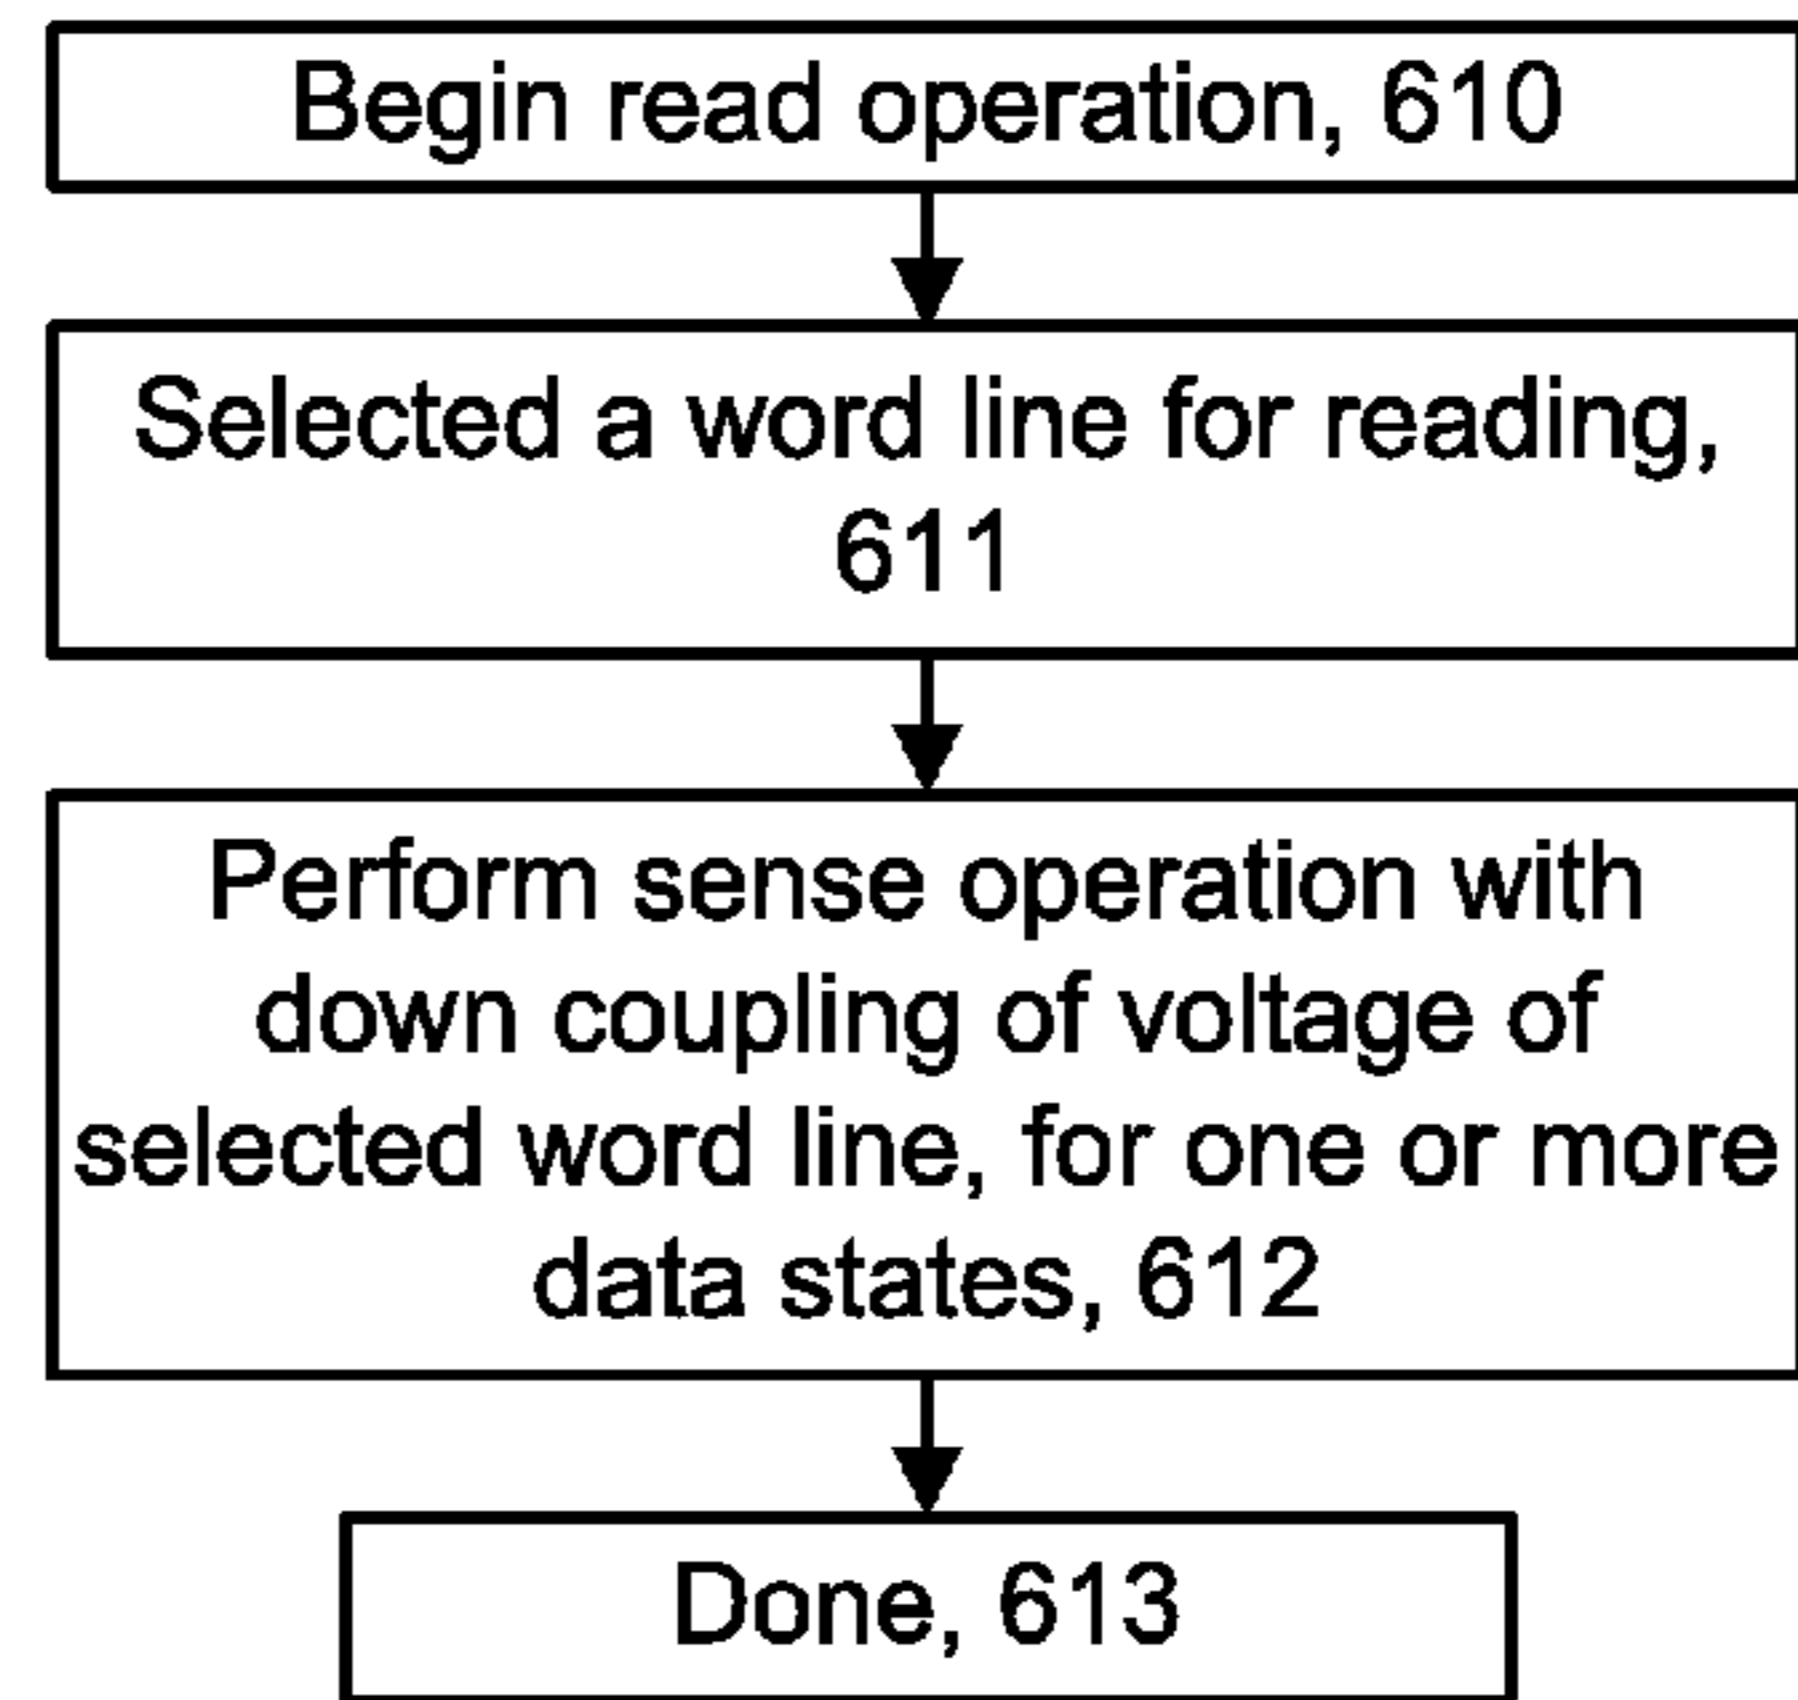 Begin read operation, 610
Selected a word line for reading,
611
Perform sense operation with
down coupling of voltage of
selected word line, for one or more
data states, 612
Done, 613